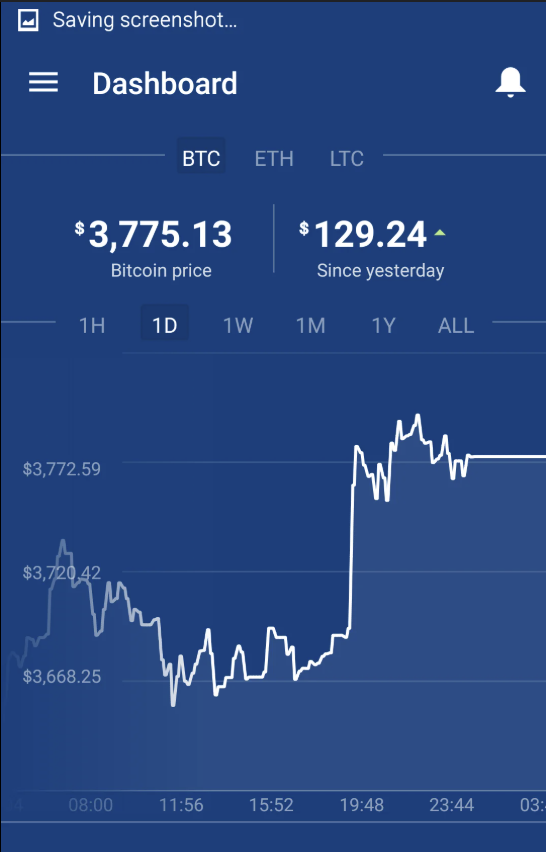 Saving screenshot...
Dashboard
BTC ETH LTC
$3,775.13 $129.24
Bitcoin price Since yesterday
1H 1D 1W 1M 1Y ALL
$3,772.59
$3,720.42
$3,668.25
08:00 11:56 15:52 19:48 23:44